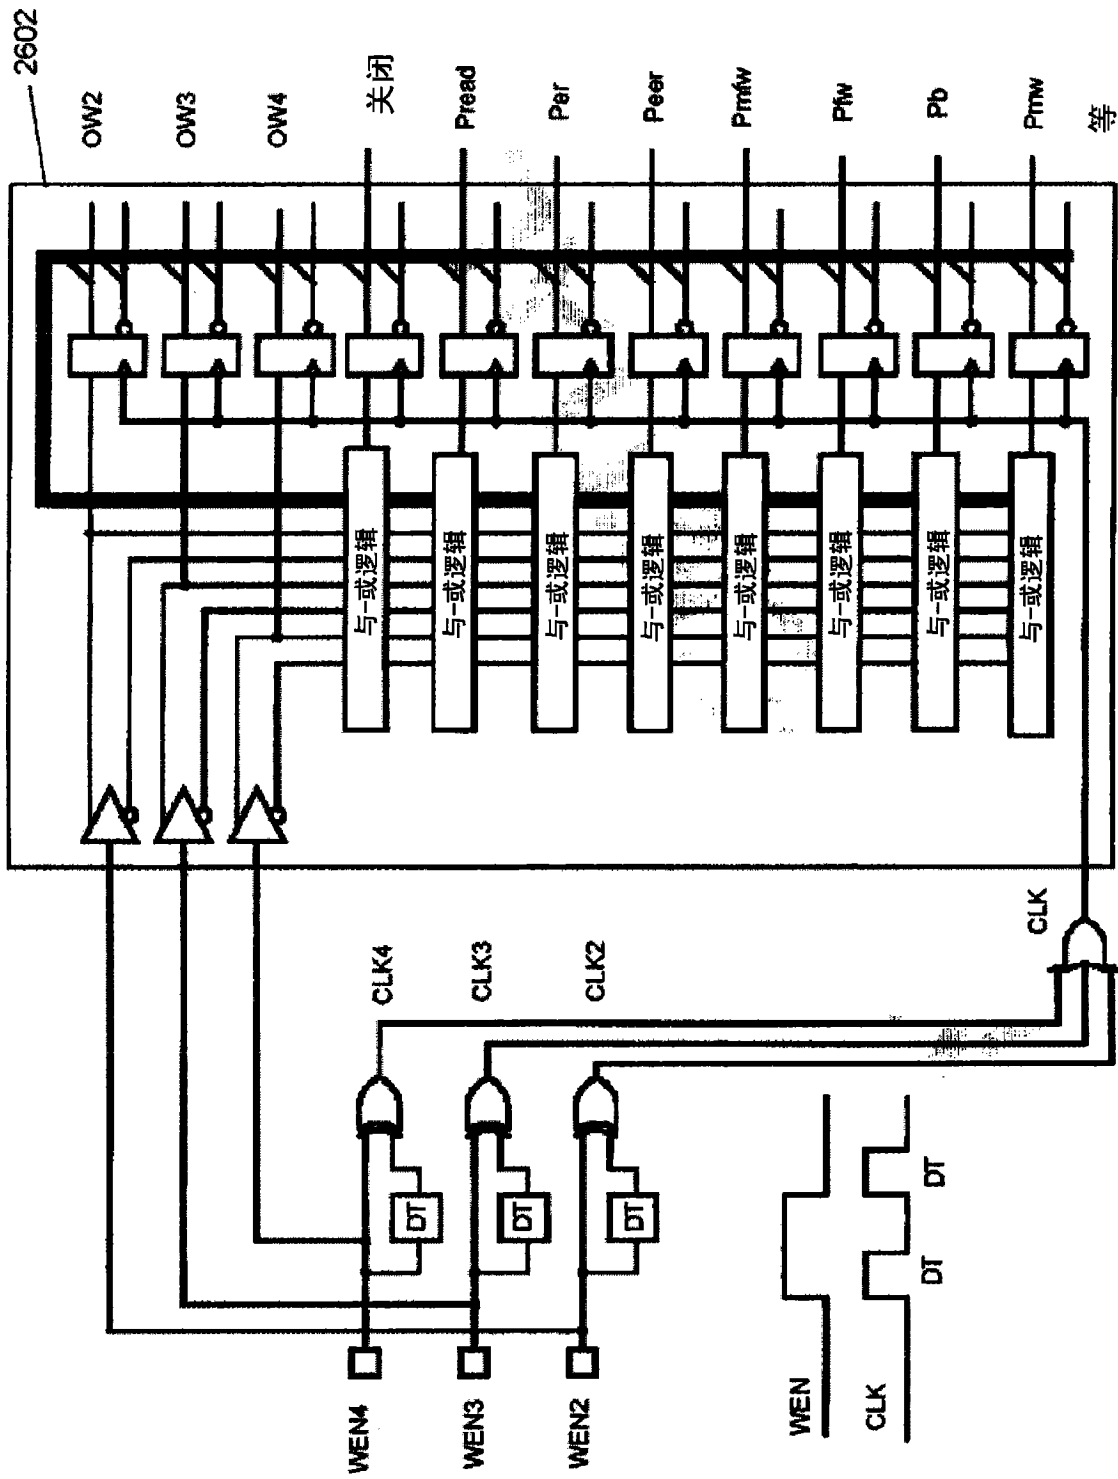 2602
OW2
OW3
OW4
关闭
Pread
Per
Peer
Pmfw
Pfw
Pb
Pmw
等
与-或逻辑
与-或逻辑
与-或逻辑
与-或逻辑
与-或逻辑
与-或逻辑
与-或逻辑
与-或逻辑
CLK4
CLK3
CLK2
CLK
DT
DT
DT
WEN4
WEN3
WEN2
WEN
CLK
DT
DT